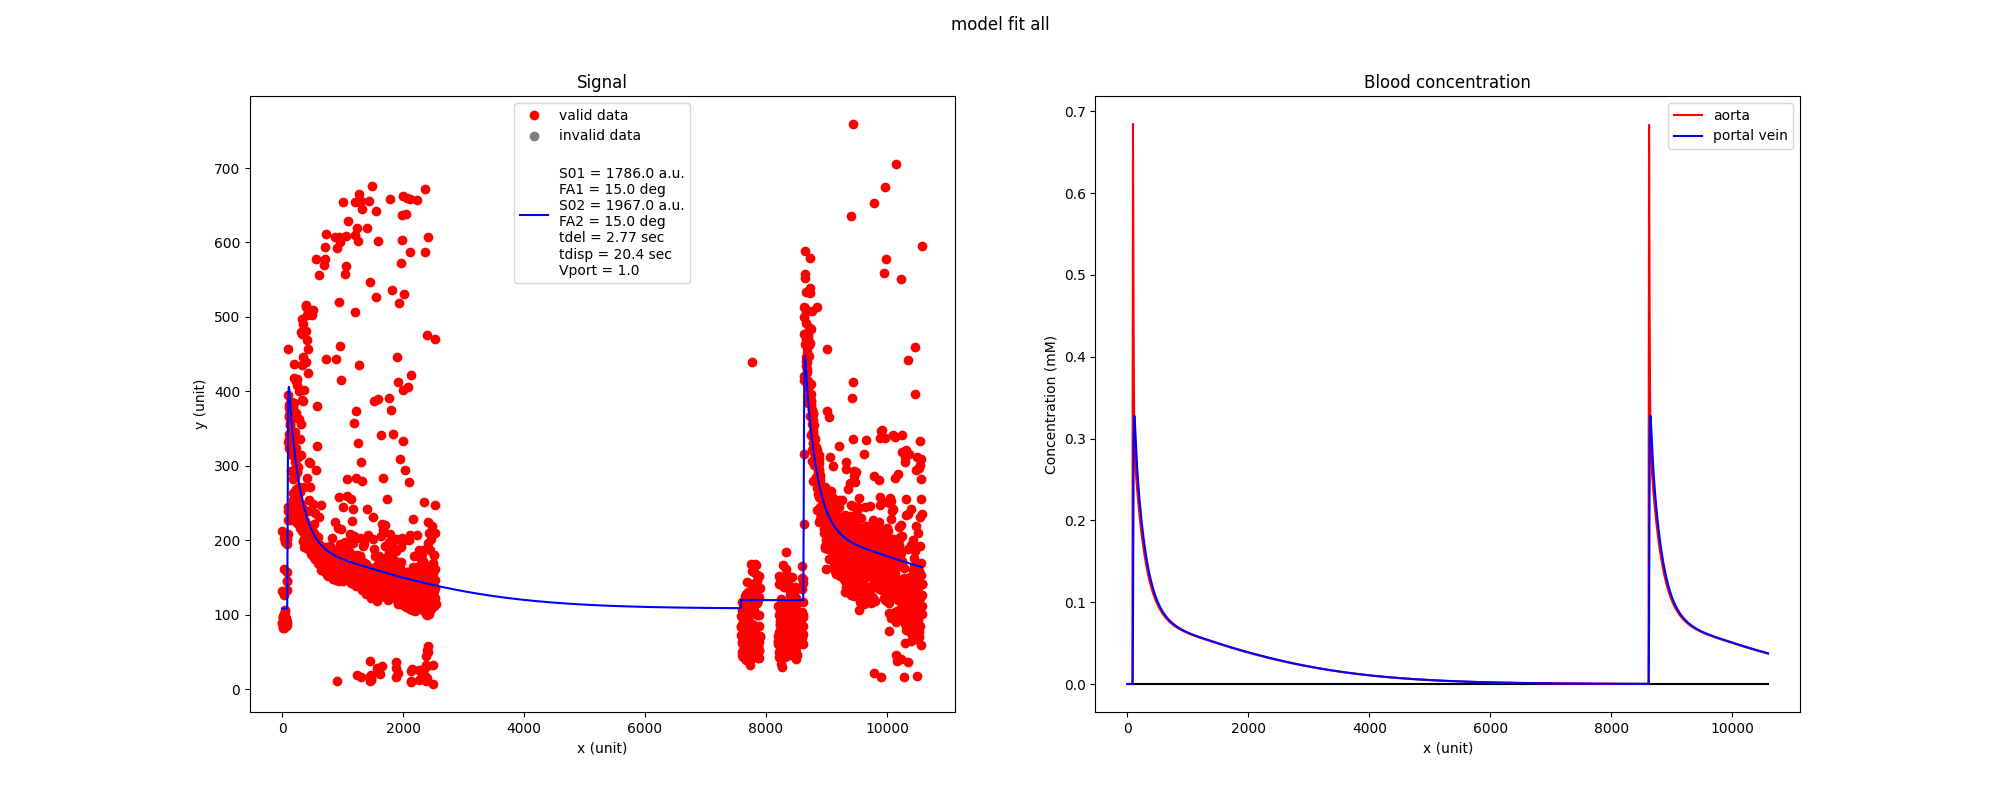 model fit all
Signal
valid data
invalid data
S01 = 1786.0 a.u.
FA1 = 15.0 deg
S02 = 1967.0 a.u.
FA2 = 15.0 deg
tdel = 2.77 sec
tdisp = 20.4 sec
Vport = 1.0
y (unit)
700
600
500
400
300
200
100
0
0
2000
4000
6000
8000
10000
x (unit)
Blood concentration
aorta
portal vein
Concentration (mM)
0.7
0.6
0.5
0.4
0.3
0.2
0.1
0.0
0
2000
4000
6000
8000
10000
x (unit)